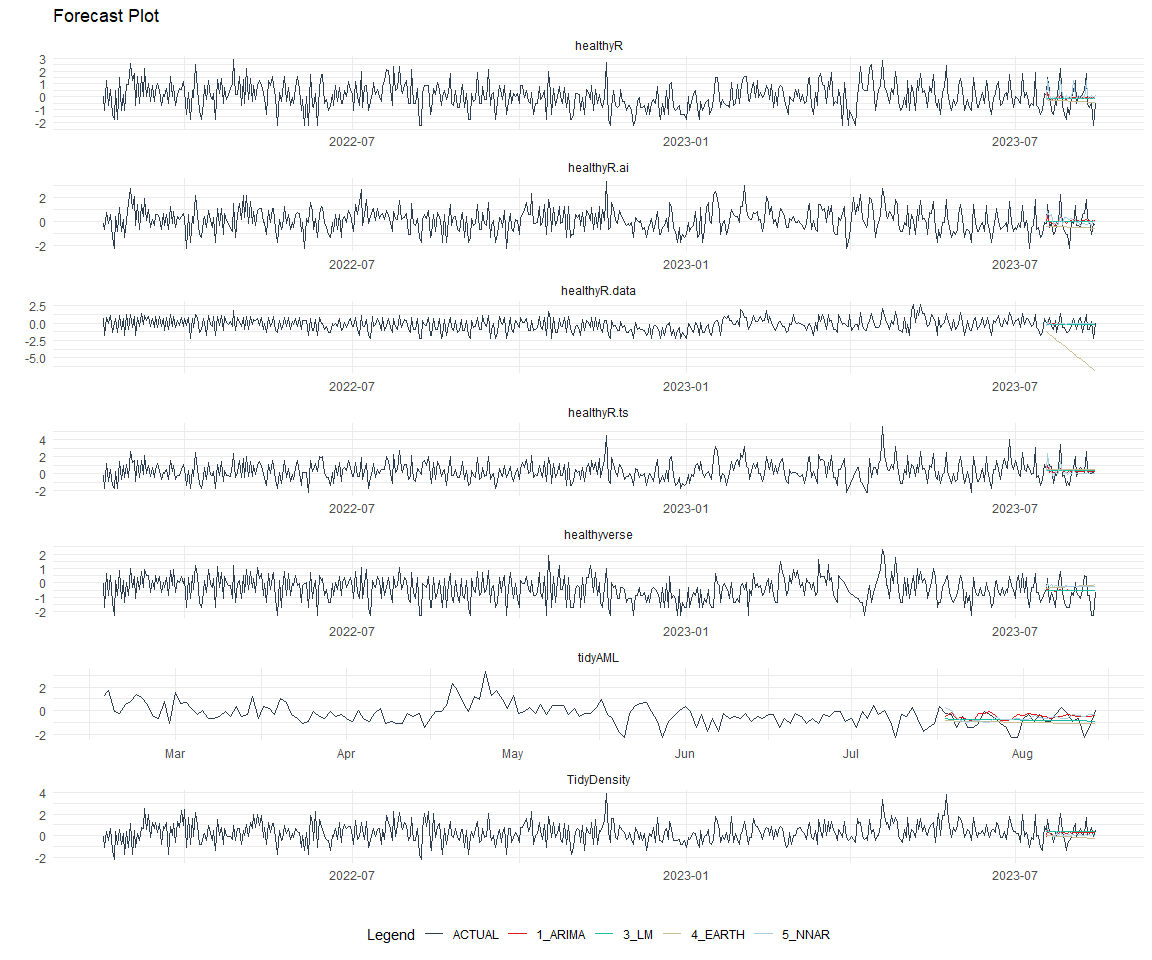 Forecast Plot
healthyR
3
2
1
0
-1
-2
2022-07 2023-01 2023-07
healthyR.ai
2
0
-2
2022-07 2023-01 2023-07
healthyR.data
2.5
0.0
-2.5
-5.0
2022-07 2023-01 2023-07
healthyR.ts
4
2
0
-2
2022-07 2023-01 2023-07
healthyverse
2
1
0
-1
-2
2022-07 2023-01 2023-07
tidyAML
2
0
-2
Mar Apr May Jun Jul Aug
TidyDensity
4
2
0
-2
2022-07 2023-01 2023-07
Legend ACTUAL 1_ARIMA 3_LM 4_EARTH 5_NNAR